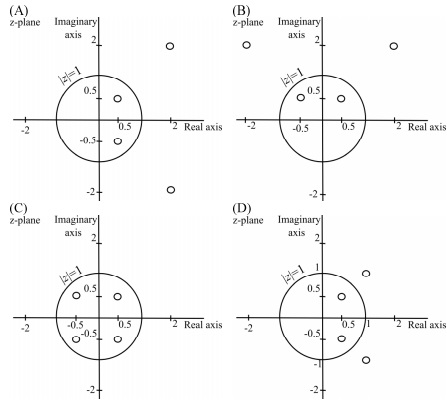 (A)
z-plane Imaginary
axis
2
|z|=1
0.5
-2 0.5 2 Real axis
-0.5
-2
(B)
z-plane Imaginary
axis
2
|z|=1
0.5
-2 -0.5 0.5 2 Real axis
-2
(C)
z-plane Imaginary
axis
2
|z|=1
0.5
-2 -0.5 0.5 2 Real axis
-0.5
-2
(D)
z-plane Imaginary
axis
2
|z|=1 1
0.5
-2 0.5 1 2 Real axis
-0.5
-1
-2